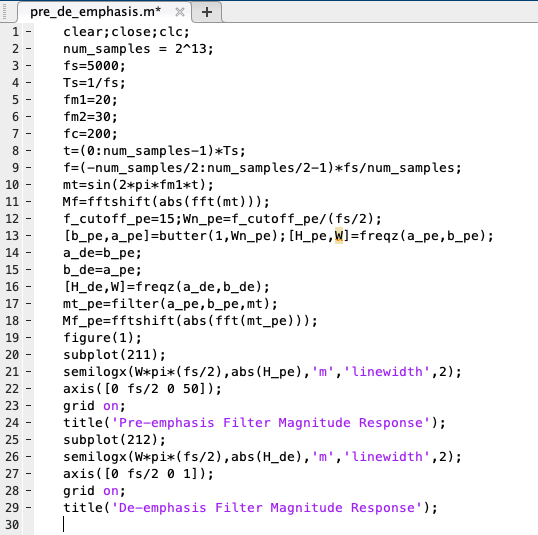 pre_de_emphasis.m* × +
1 - clear;close;clc;
2 - num_samples = 2^13;
3 - fs=5000;
4 - Ts=1/fs;
5 - fm1=20;
6 - fm2=30;
7 - fc=200;
8 - t=(0:num_samples-1)*Ts;
9 - f=(-num_samples/2:num_samples/2-1)*fs/num_samples;
10 - mt=sin(2*pi*fm1*t);
11 - Mf=fftshift(abs(fft(mt)));
12 - f_cutoff_pe=15;Wn_pe=f_cutoff_pe/(fs/2);
13 - [b_pe,a_pe]=butter(1,Wn_pe);[H_pe,W]=freqz(a_pe,b_pe);
14 - a_de=b_pe;
15 - b_de=a_pe;
16 - [H_de,W]=freqz(a_de,b_de);
17 - mt_pe=filter(a_pe,b_pe,mt);
18 - Mf_pe=fftshift(abs(fft(mt_pe)));
19 - figure(1);
20 - subplot(211);
21 - semilogx(W*pi*(fs/2),abs(H_pe),'m','linewidth',2);
22 - axis([0 fs/2 0 50]);
23 - grid on;
24 - title('Pre-emphasis Filter Magnitude Response');
25 - subplot(212);
26 - semilogx(W*pi*(fs/2),abs(H_de),'m','linewidth',2);
27 - axis([0 fs/2 0 1]);
28 - grid on;
29 - title('De-emphasis Filter Magnitude Response');
30